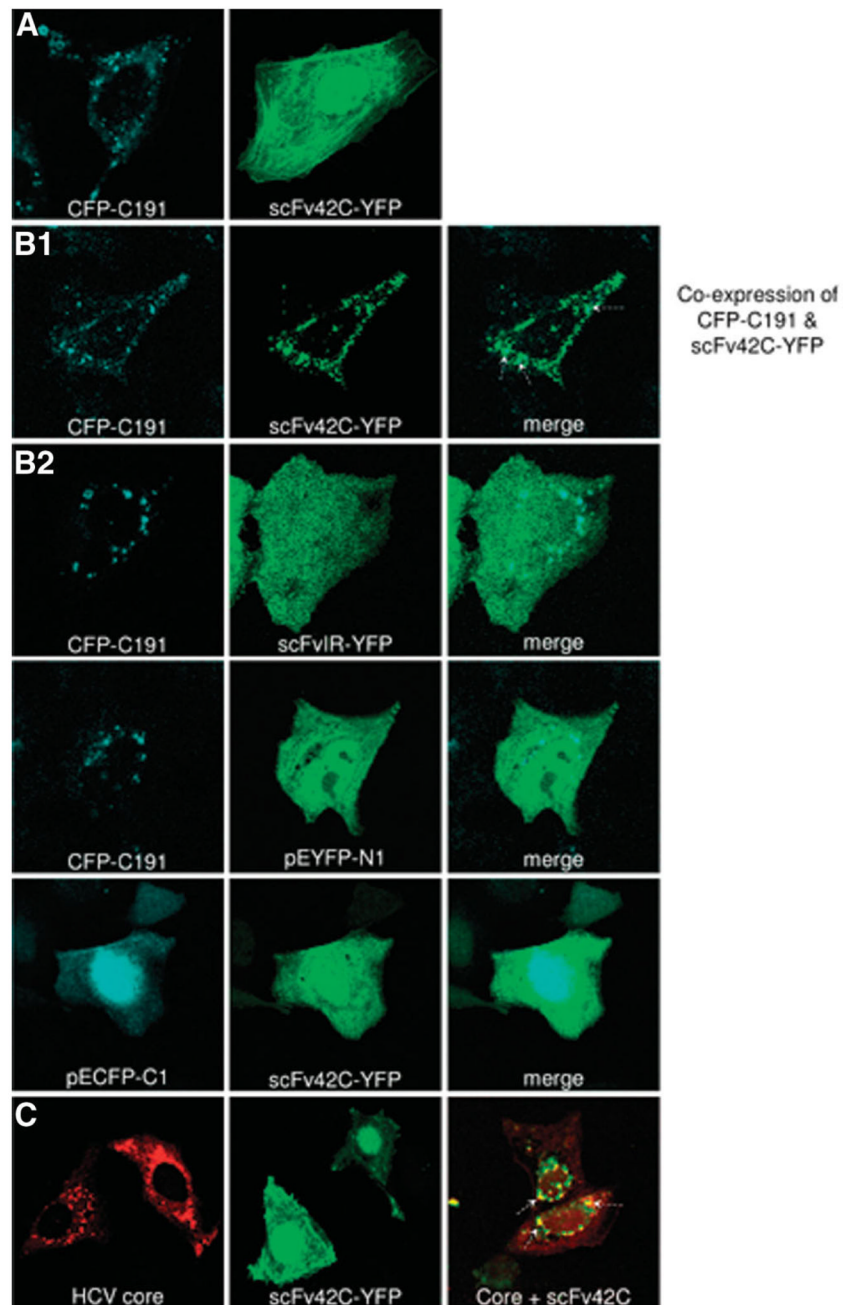 A
CFP-C191
scFv42C-YFP
B1
CFP-C191
scFv42C-YFP
merge
Co-expression of
CFP-C191 &
scFv42C-YFP
B2
CFP-C191
scFvIR-YFP
merge
CFP-C191
pEYFP-N1
merge
pECFP-C1
scFv42C-YFP
merge
C
HCV core
scFv42C-YFP
Core + scFv42C